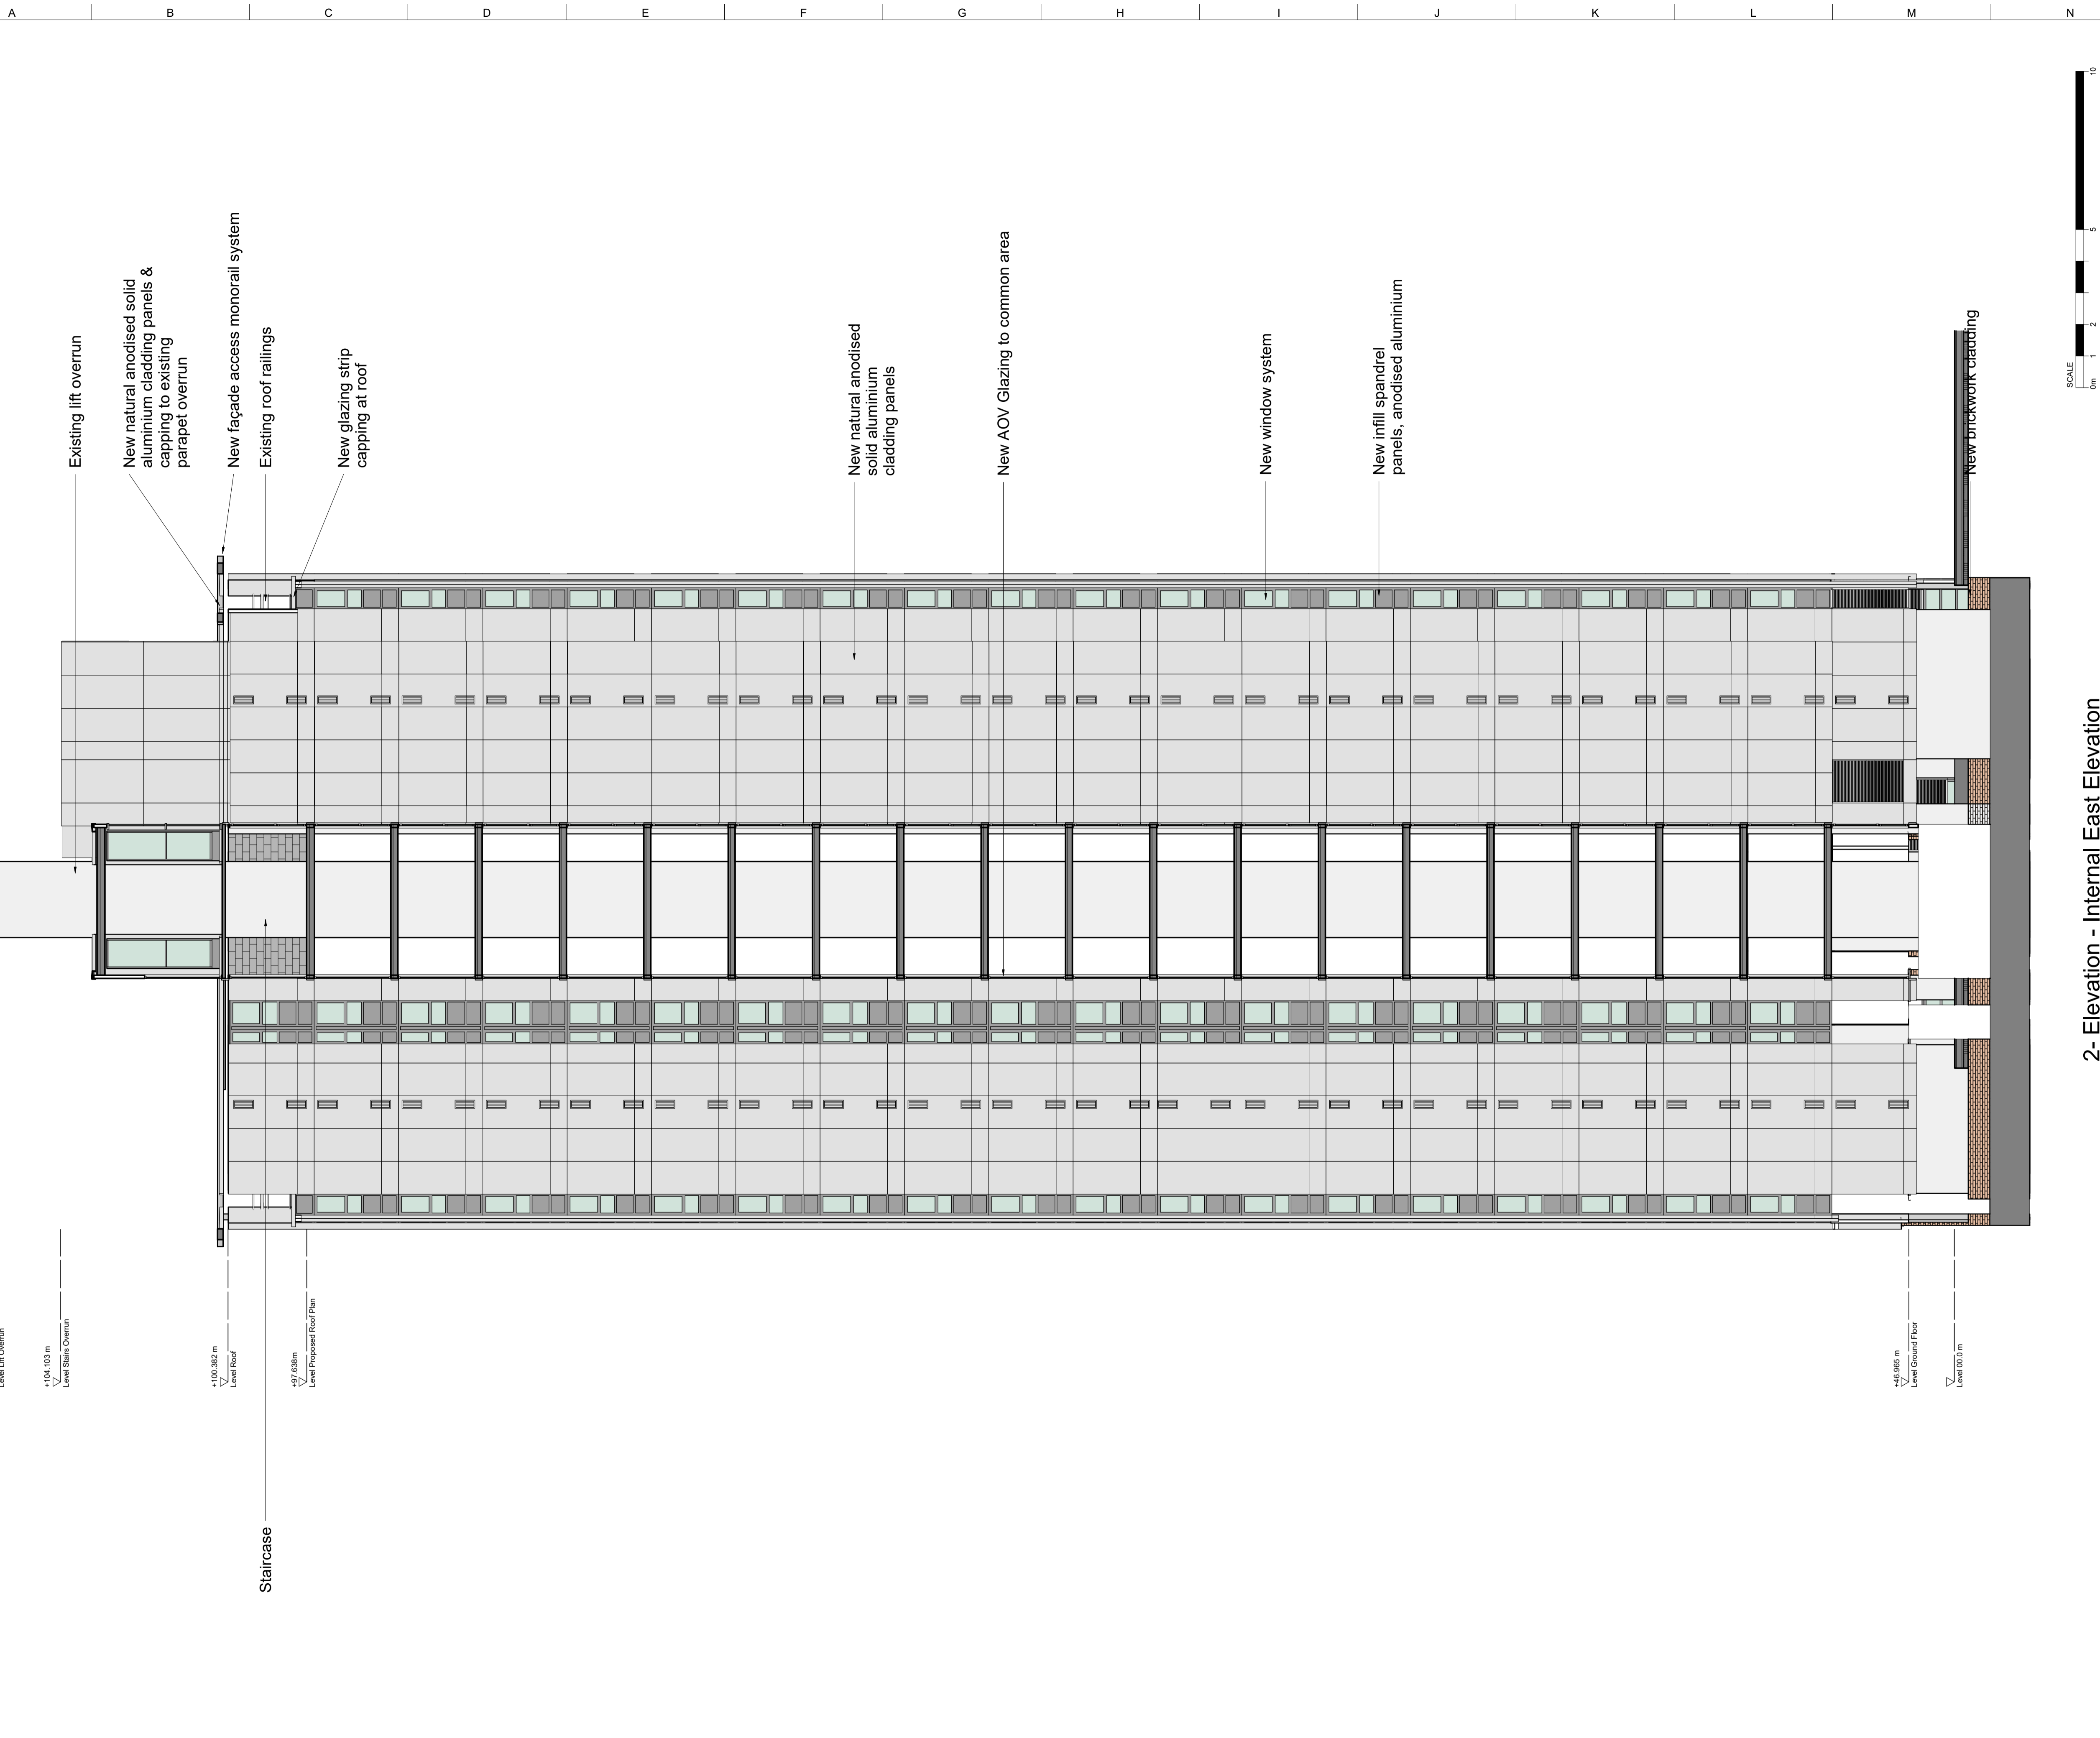 A
B
C
D
E
F
G
H
I
J
K
L
M
N
Existing lift overrun
New natural anodised solid
aluminium cladding panels &
capping to existing
parapet overrun
New façade access monorail system
Existing roof railings
New glazing strip
capping at roof
New natural anodised
solid aluminium
cladding panels
New AOV Glazing to common area
New window system
New infill spandrel
panels, anodised aluminium
New brickwork cladding
SCALE
0m
1
2
5
10
Staircase
Level Lift Overrun
+104.103 m
Level Stairs Overrun
+100.382 m
Level Roof
+97.638m
Level Proposed Roof Plan
+46.965 m
Level Ground Floor
Level 00.0 m
2- Elevation - Internal East Elevation